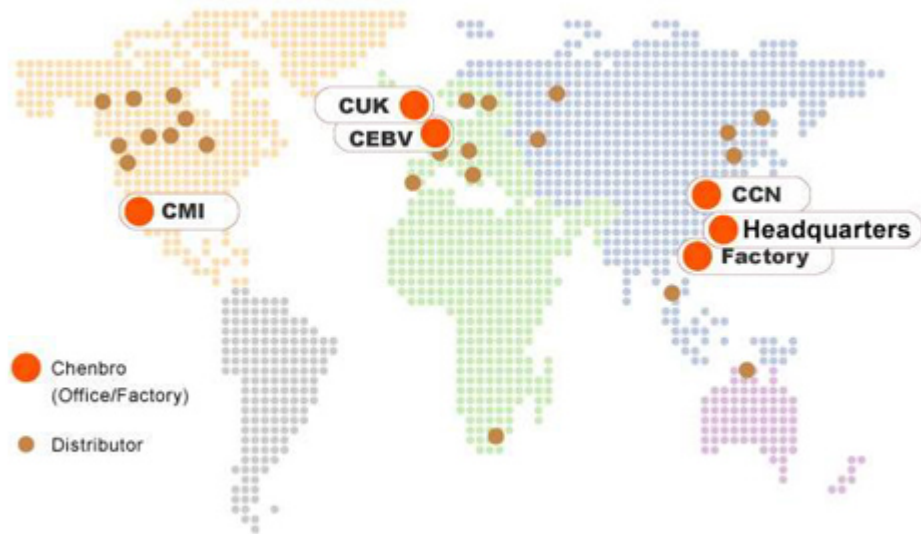 CUK
CEBV
CMI
CCN
Headquarters
Factory
Chenbro
(Office/Factory)
Distributor